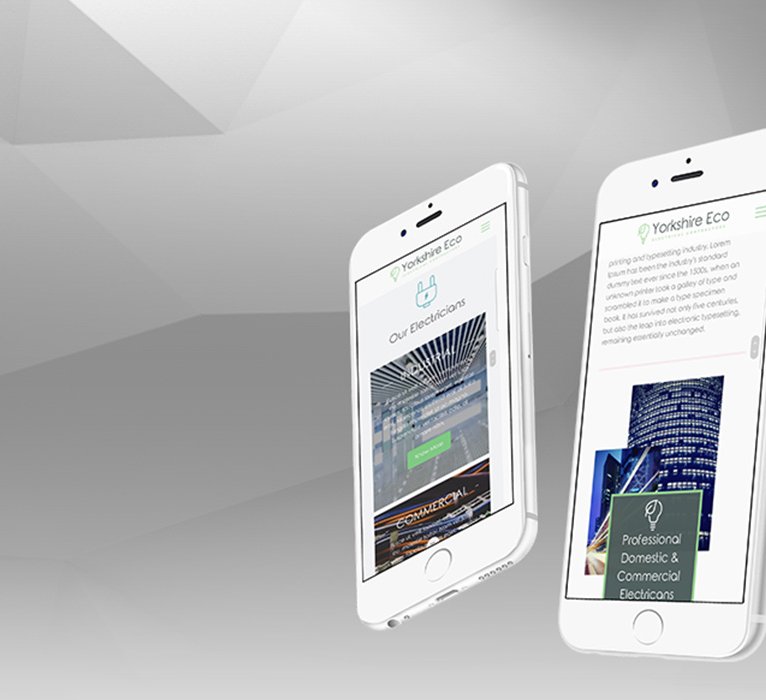 Yorkshire Eco
Our Electricians
COMMERCIAL
Yorkshire Eco
ELECTRICAL CONTRACTORS
printing and typesetting industry. Lorem
Ipsum has been the industry's standard
dummy text ever since the 1500s, when an
unknown printer took a galley of type and
scrambled it to make a type specimen
book. It has survived not only five centuries,
but also the leap into electronic typesetting,
remaining essentially unchanged.
Professional
Domestic &
Commercial
Electricans